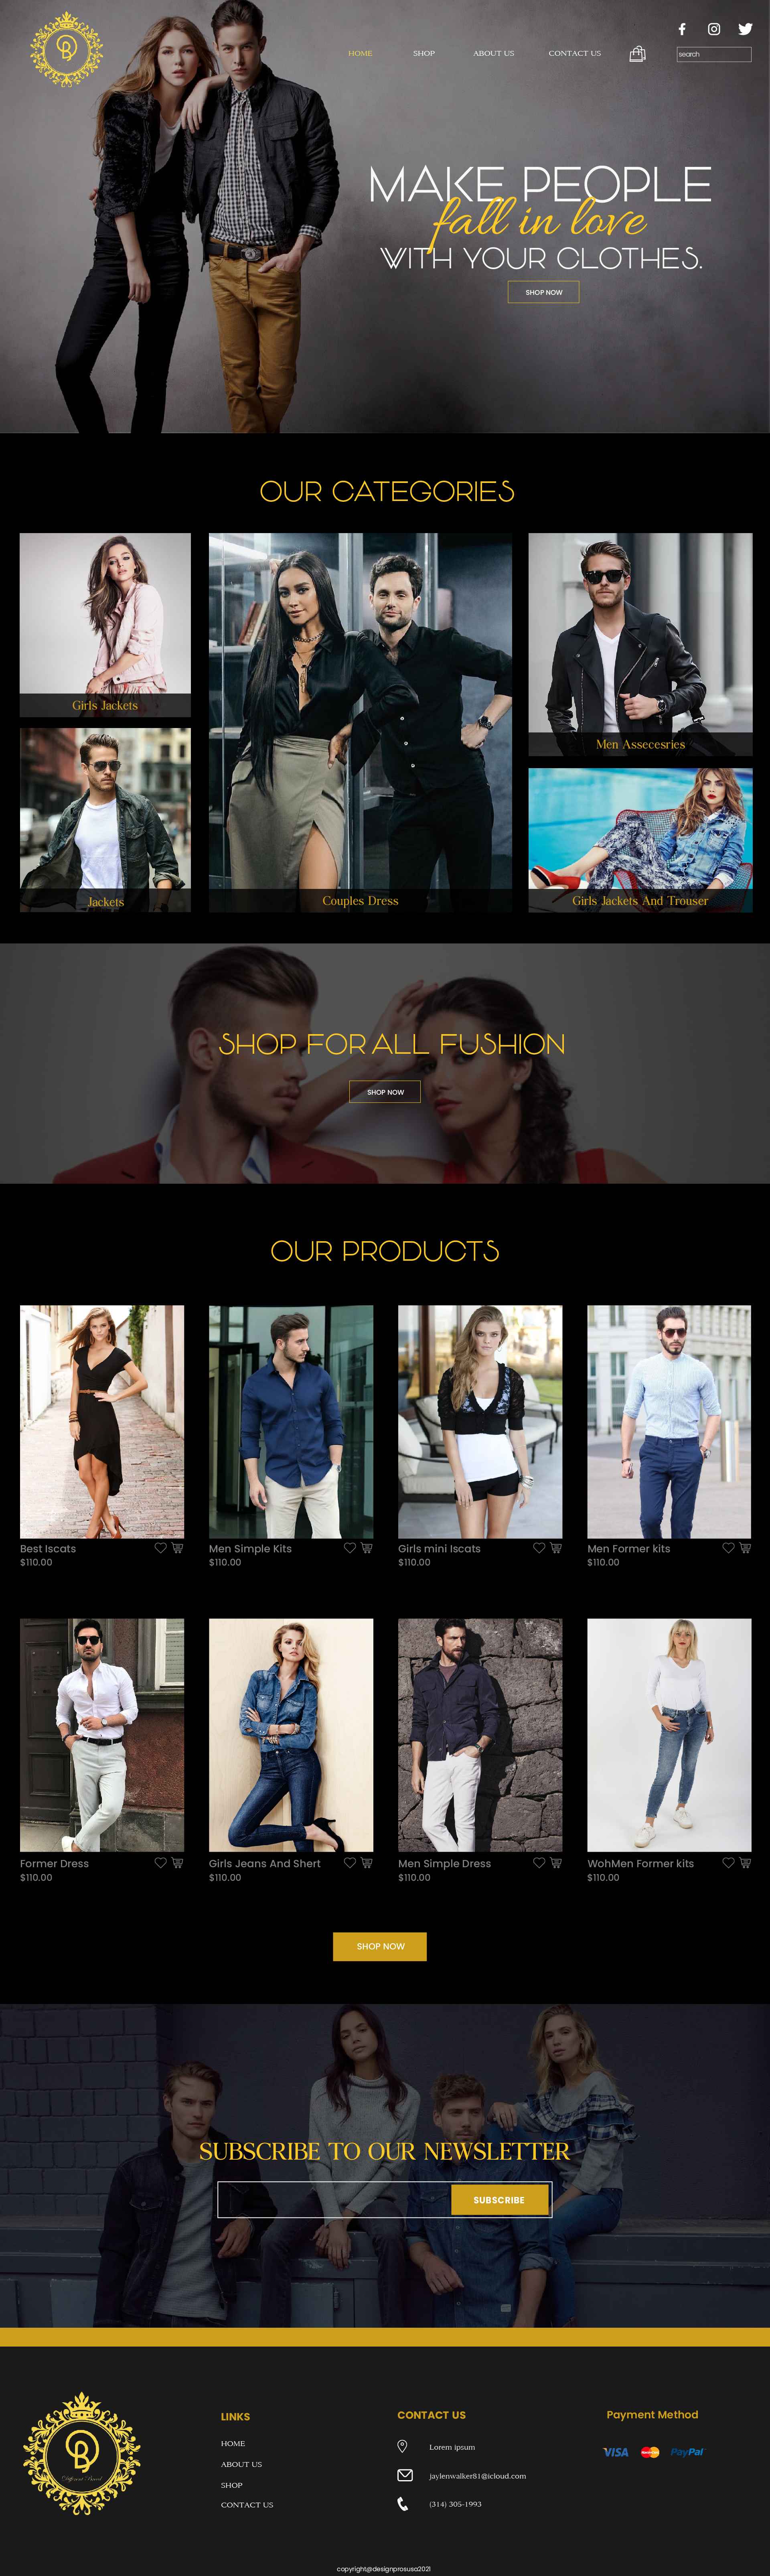 HOME SHOP ABOUT US CONTACT US
search
MAKE PEOPLE
fall in love
WITH YOUR CLOTHES.
SHOP NOW
OUR CATEGORIES
Girls Jackets
Jackets
Couples Dress
Men Assecesries
Girls Jackets And Trouser
SHOP FOR ALL FUSHION
SHOP NOW
OUR PRODUCTS
Best Iscats
$110.00
Men Simple Kits
$110.00
Girls mini Iscats
$110.00
Men Former kits
$110.00
Former Dress
$110.00
Girls Jeans And Shert
$110.00
Men Simple Dress
$110.00
WohMen Former kits
$110.00
SHOP NOW
SUBSCRIBE TO OUR NEWSLETTER
SUBSCRIBE
LINKS
HOME
ABOUT US
SHOP
CONTACT US
CONTACT US
Lorem ipsum
jaylenwalker81@icloud.com
(314) 305-1993
Payment Method
VISA PayPal
copyright@designprosusa2021